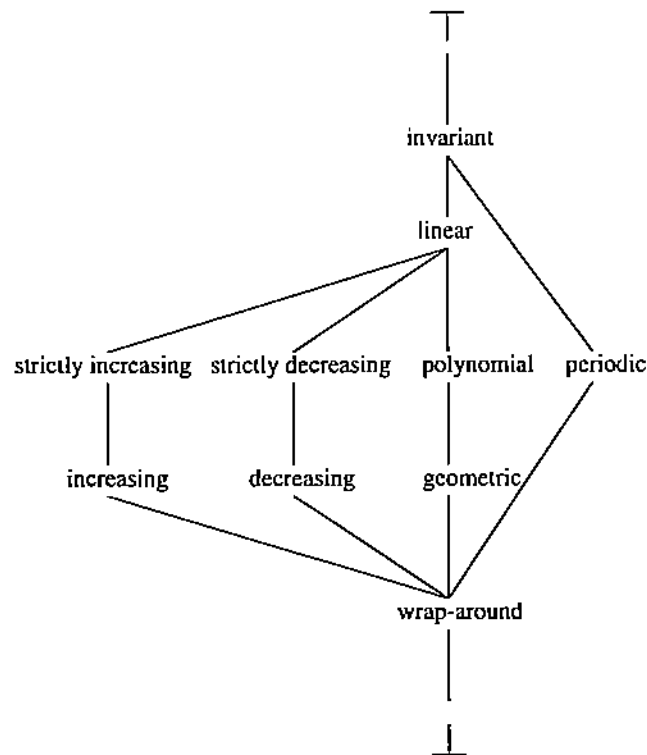 invariant
linear
strictly increasing strictly decreasing polynomial periodic
increasing decreasing geometric
wrap-around